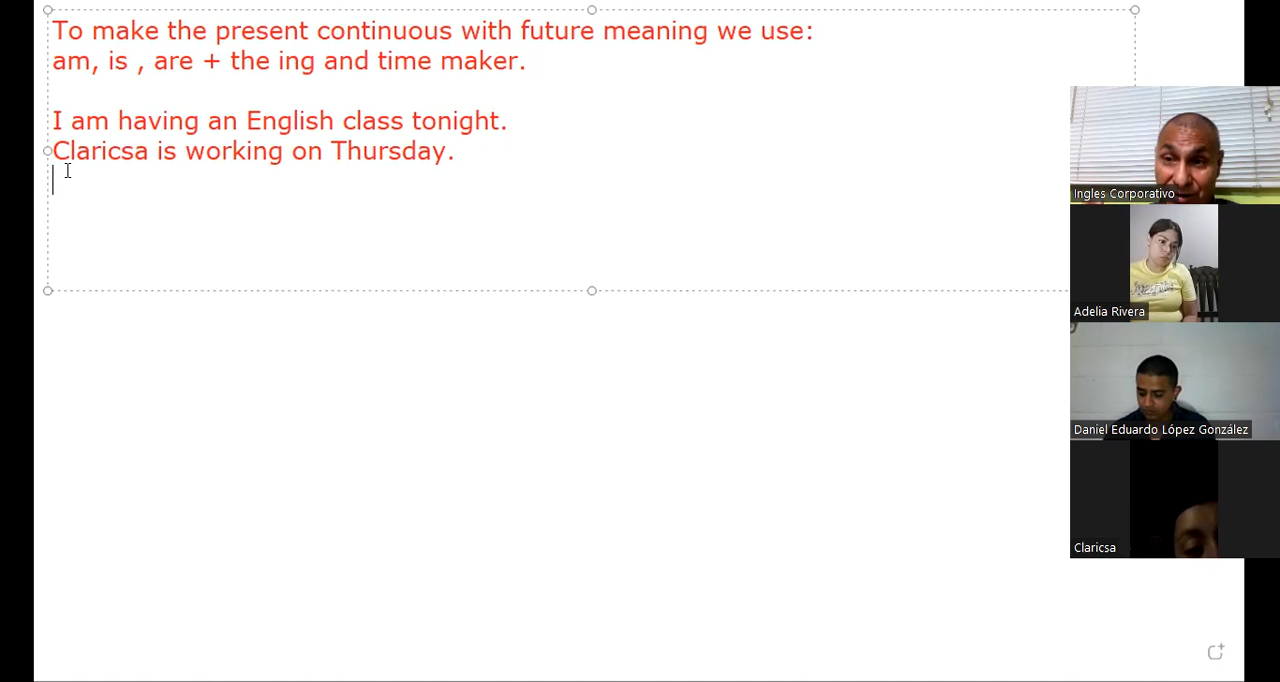 To make the present continuous with future meaning we use:
am, is , are + the ing and time maker.
I am having an English class tonight.
Claricsa is working on Thursday.
Ingles Corporativo
Adelia Rivera
Daniel Eduardo López González
Claricsa